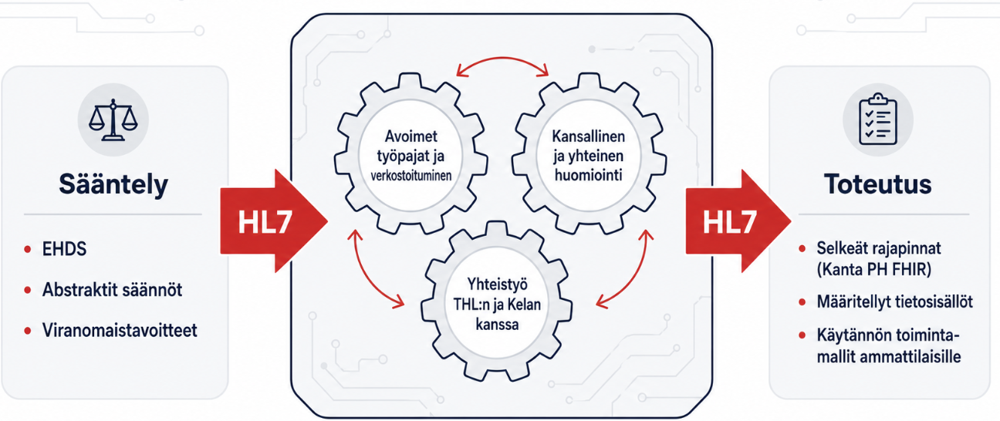 Sääntely
EHDS
Abstraktit säännöt
Viranomaistavoitteet
HL7
Avoimet
työpajat ja
verkostoituminen
Kansallinen
ja yhteinen
huomiointi
Yhteistyö
THL:n ja Kelan
kanssa
HL7
Toteutus
Selkeät rajapinnat
(Kanta PH FHIR)
Määritellyt tietosisällöt
Käytännön toiminta-
mallit ammattilaisille